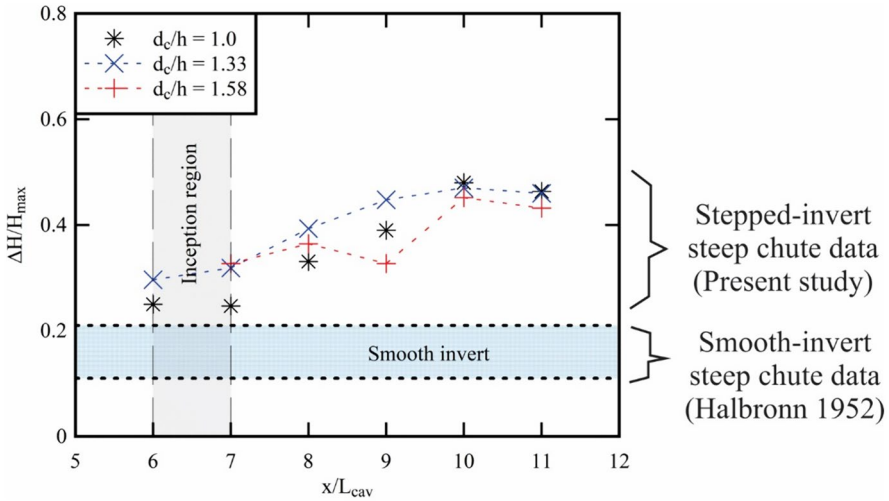 0.8
0.6
0.4
0.2
0
ΔH/Hmax
dc/h = 1.0
dc/h = 1.33
dc/h = 1.58
Inception region
Smooth invert
5 6 7 8 9 10 11 12
x/Lcav
Stepped-invert
steep chute data
(Present study)
Smooth-invert
steep chute data
(Halbronn 1952)